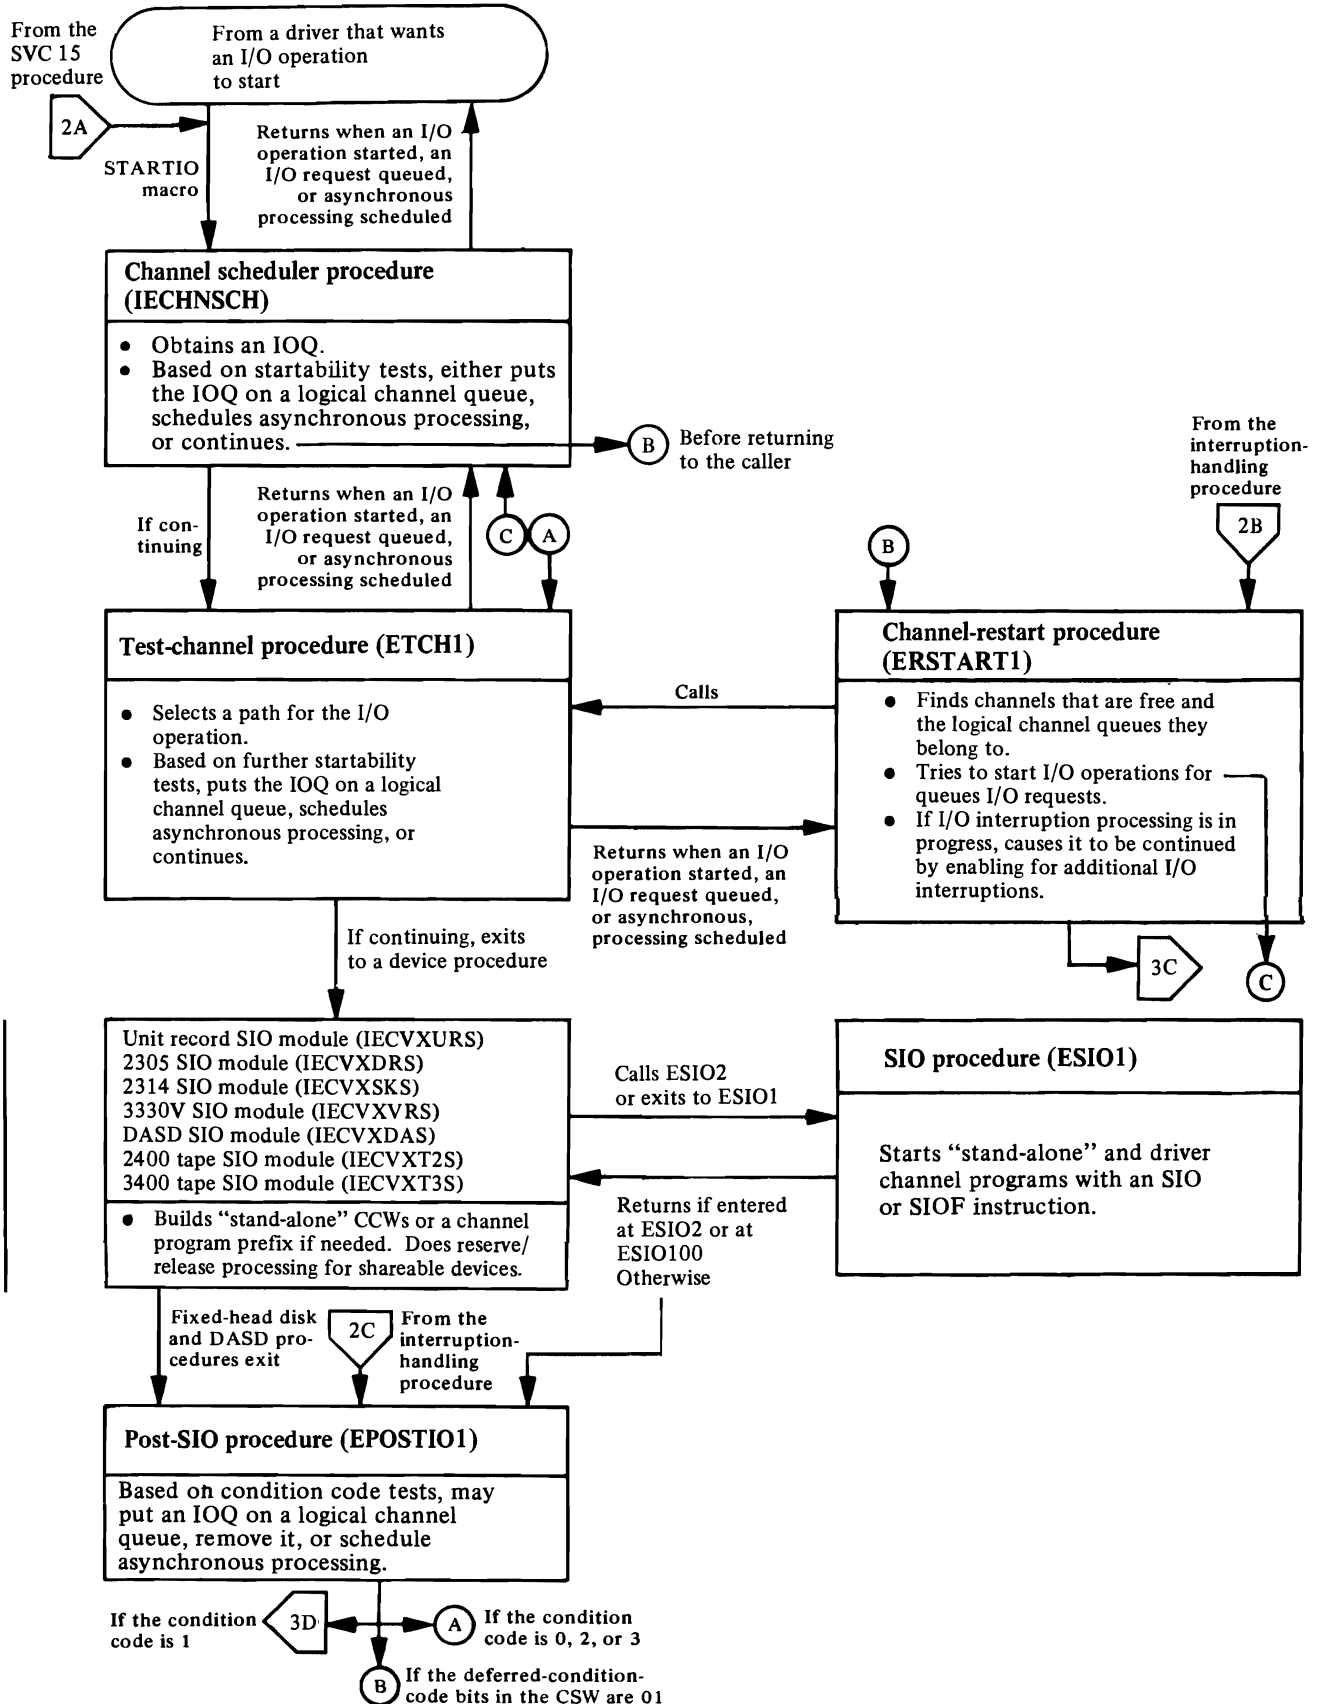 From the
SVC 15
procedure
From a driver that wants
an I/O operation
to start
2A
STARTIO
macro
Returns when an I/O
operation started, an
I/O request queued,
or asynchronous
processing scheduled
Channel scheduler procedure
(IECHNSCH)
• Obtains an IOQ.
• Based on startability tests, either puts
the IOQ on a logical channel queue,
schedules asynchronous processing,
or continues.
B
Before returning
to the caller
From the
interruption-
handling
procedure
2B
If con-
tinuing
Returns when an I/O
operation started, an
I/O request queued,
or asynchronous
processing scheduled
C
A
B
Test-channel procedure (ETCH1)
• Selects a path for the I/O
operation.
• Based on further startability
tests, puts the IOQ on a logical
channel queue, schedules
asynchronous processing, or
continues.
Calls
Returns when an I/O
operation started, an
I/O request queued,
or asynchronous,
processing scheduled
Channel-restart procedure
(ERSTART1)
• Finds channels that are free and
the logical channel queues they
belong to.
• Tries to start I/O operations for
queues I/O requests.
• If I/O interruption processing is in
progress, causes it to be continued
by enabling for additional I/O
interruptions.
3C
C
If continuing, exits
to a device procedure
Unit record SIO module (IECVXURS)
2305 SIO module (IECVXDRS)
2314 SIO module (IECVXSKS)
3330V SIO module (IECVXVRS)
DASD SIO module (IECVXDAS)
2400 tape SIO module (IECVXT2S)
3400 tape SIO module (IECVXT3S)
• Builds “stand-alone” CCWs or a channel
program prefix if needed. Does reserve/
release processing for shareable devices.
Calls ESIO2
or exits to ESIO1
Returns if entered
at ESIO2 or at
ESIO100
Otherwise
SIO procedure (ESIO1)
Starts “stand-alone” and driver
channel programs with an SIO
or SIOF instruction.
Fixed-head disk
and DASD pro-
cedures exit
2C
From the
interruption-
handling
procedure
Post-SIO procedure (EPOSTIO1)
Based on condition code tests, may
put an IOQ on a logical channel
queue, remove it, or schedule
asynchronous processing.
If the condition
code is 1
3D
A
If the condition
code is 0, 2, or 3
B
If the deferred-condition-
code bits in the CSW are 01